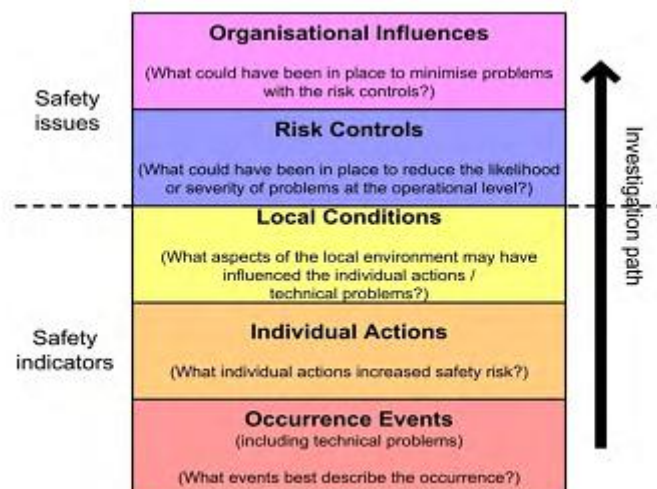 Organisational Influences
(What could have been in place to minimise problems
with the risk controls?)
Safety
issues
Risk Controls
(What could have been in place to reduce the likelihood
or severity of problems at the operational level?)
Local Conditions
(What aspects of the local environment may have
influenced the individual actions /
technical problems?)
Safety
indicators
Individual Actions
(What individual actions increased safety risk?)
Occurrence Events
(including technical problems)
(What events best describe the occurrence?)
Investigation path